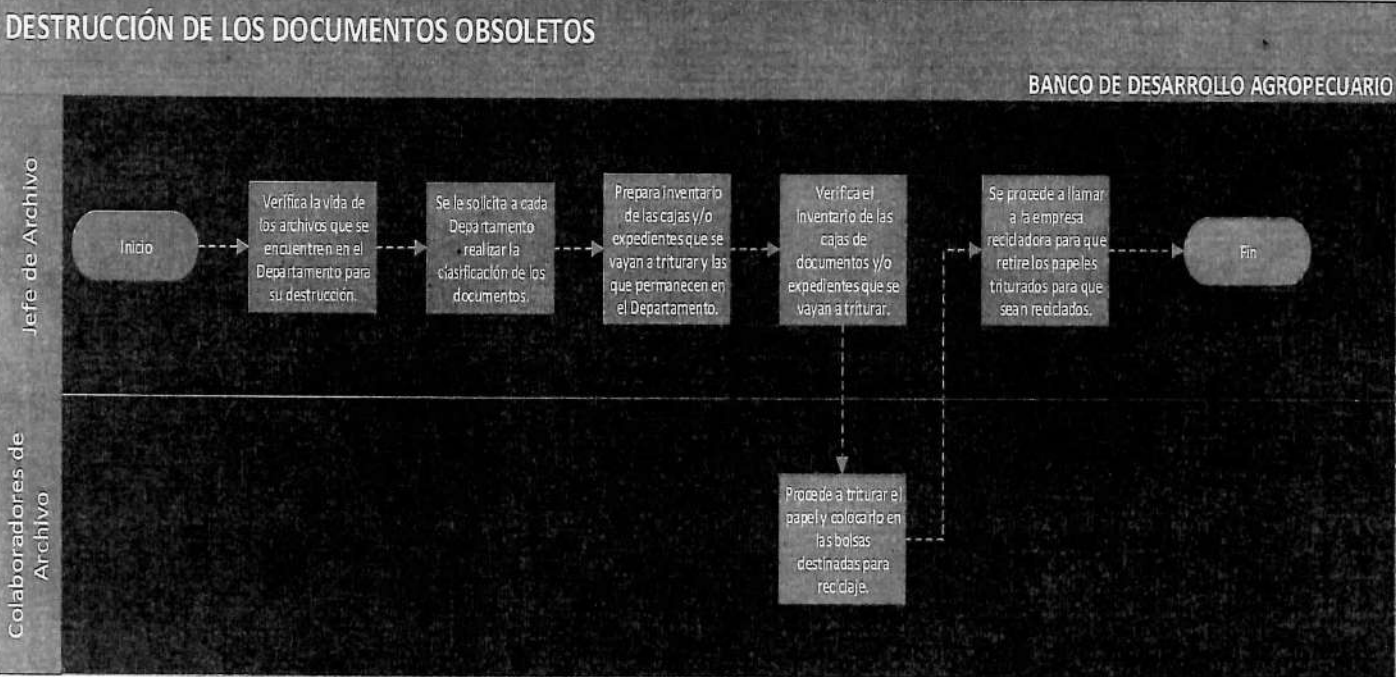 DESTRUCCIÓN DE LOS DOCUMENTOS OBSOLETOS
BANCO DE DESARROLLO AGROPECUARIO
Jefe de Archivo
Inicio
Verifica la vida de
los archivos que se
encuentren en el
Departamento para
su destrucción.
Se le solicita a cada
Departamento
realizar la
clasificación de los
documentos.
Prepara inventario
de las cajas y/o
expedientes que se
vayan a triturar y las
que permanecen en
el Departamento.
Verifica el
inventario de las
cajas de
documentos y/o
expedientes que se
vayan a triturar.
Se procede a llamar
a la empresa
recicladora para que
retire los papeles
triturados para que
sean reciclados.
Fin
Colaboradores de
Archivo
Procede a triturar el
papel y colocarlo en
las bolsas
destinadas para
reciclaje.